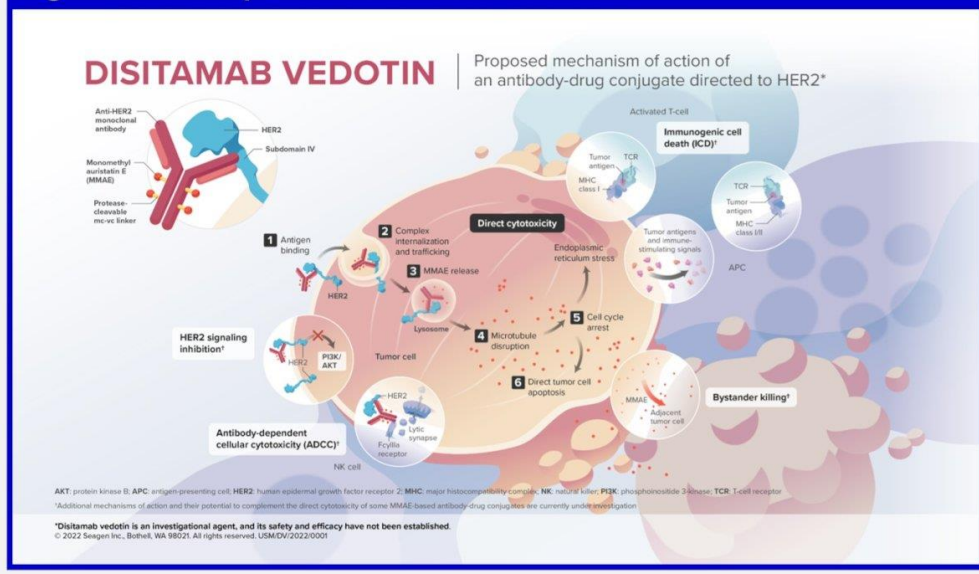 DISITAMAB VEDOTIN
Proposed mechanism of action of
an antibody-drug conjugate directed to HER2*
Anti-HER2
monoclonal
antibody
HER2
Subdomain IV
Monomethyl
auristatin E
(MMAE)
Protease-
cleavable
mc-vc linker
Activated T-cell
Immunogenic cell
death (ICD)†
Tumor
antigen
TCR
MHC
class I
TCR
Tumor
antigen
MHC
class I/II
Tumor antigens
and immune-
stimulating signals
APC
Direct cytotoxicity
1 Antigen
binding
HER2
2 Complex
internalization
and trafficking
3 MMAE release
Lysosome
4 Microtubule
disruption
5 Cell cycle
arrest
Endoplasmic
reticulum stress
6 Direct tumor cell
apoptosis
Tumor cell
HER2 signaling
inhibition†
HER2
PI3K/
AKT
HER2
Lytic
synapse
FcγIIIa
receptor
Antibody-dependent
cellular cytotoxicity (ADCC)†
NK cell
MMAE
Adjacent
tumor cell
Bystander killing†
AKT: protein kinase B; APC: antigen-presenting cell; HER2: human epidermal growth factor receptor 2; MHC: major histocompatibility complex; NK: natural killer; PI3K: phosphoinositide 3-kinase; TCR: T-cell receptor
†Additional mechanisms of action and their potential to complement the direct cytotoxicity of some MMAE-based antibody-drug conjugates are currently under investigation
*Disitamab vedotin is an investigational agent, and its safety and efficacy have not been established.
© 2022 Seagen Inc., Bothell, WA 98021. All rights reserved. USM/DV/2022/0001